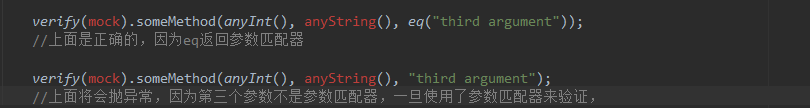 verify(mock).someMethod(anyInt(), anyString(), eq("third argument"));
//上面是正确的，因为eq返回参数匹配器
verify(mock).someMethod(anyInt(), anyString(), "third argument");
//上面将会抛异常，因为第三个参数不是参数匹配器，一旦使用了参数匹配器来验证，